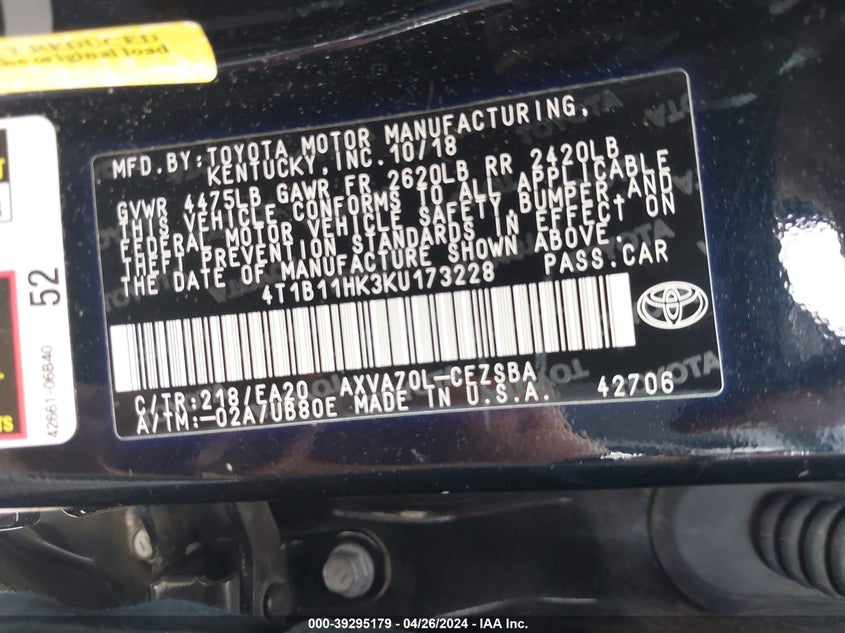 REDUCED
the original load
52
42661-06B40
MFD.BY: TOYOTA MOTOR MANUFACTURING,
KENTUCKY, INC. 10/18
GVWR 4475LB GAWR FR 2620LB RR 2420LB
THIS VEHICLE CONFORMS TO ALL APPLICABLE
FEDERAL MOTOR VEHICLE SAFETY, BUMPER AND
THEFT PREVENTION STANDARDS IN EFFECT ON
THE DATE OF MANUFACTURE SHOWN ABOVE.
4T1B11HK3KU173228 PASS.CAR
C/TR:218/EA20 AXVA70L-CEZSBA
A/TM:-02A/UB80E MADE IN U.S.A. 42706
TOYOTA
000-39295179 - 04/26/2024 - IAA Inc.